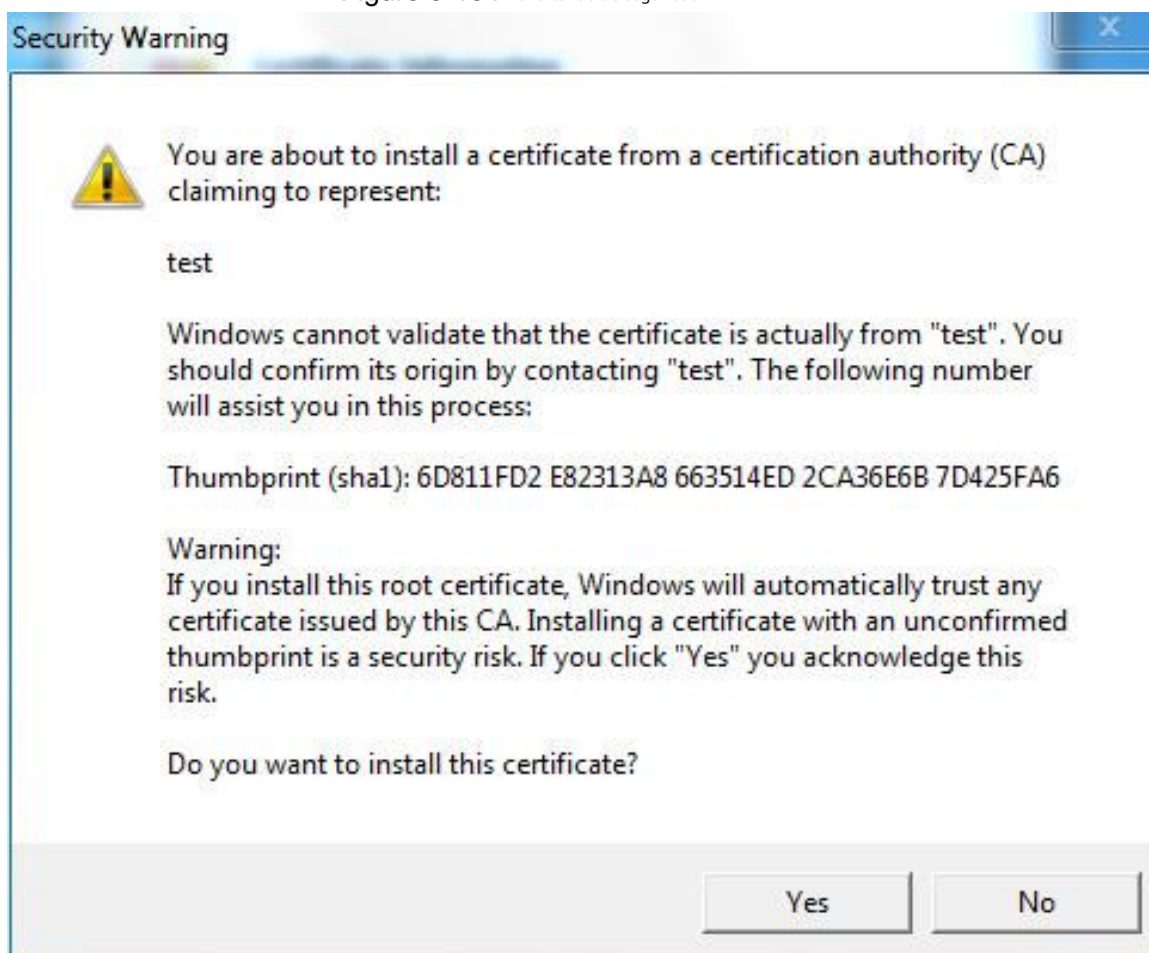 Security Warning
You are about to install a certificate from a certification authority (CA)
claiming to represent:
test
Windows cannot validate that the certificate is actually from "test". You
should confirm its origin by contacting "test". The following number
will assist you in this process:
Thumbprint (sha1): 6D811FD2 E82313A8 663514ED 2CA36E6B 7D425FA6
Warning:
If you install this root certificate, Windows will automatically trust any
certificate issued by this CA. Installing a certificate with an unconfirmed
thumbprint is a security risk. If you click "Yes" you acknowledge this
risk.
Do you want to install this certificate?
Yes
No